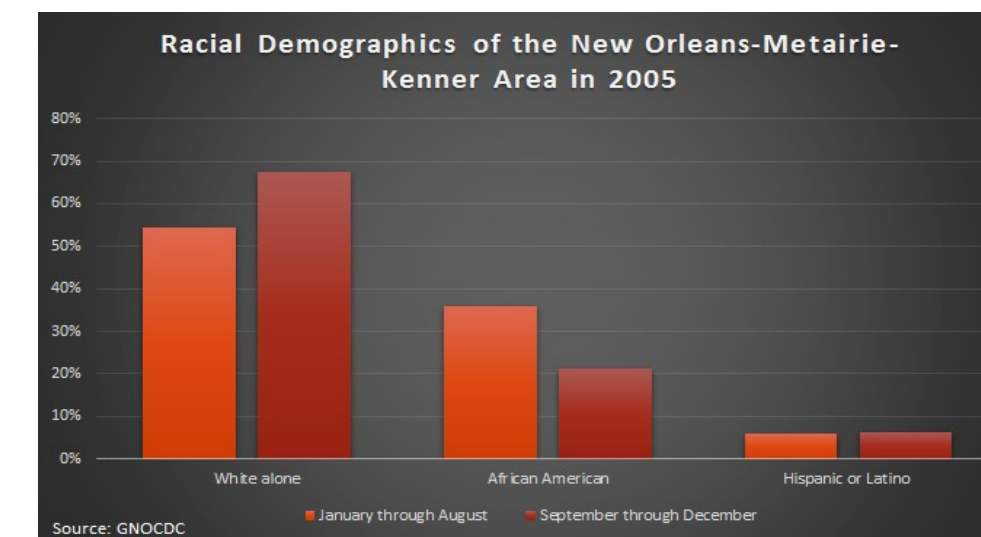 Racial Demographics of the New Orleans-Metairie-
Kenner Area in 2005
80%
70%
60%
50%
40%
30%
20%
10%
0%
White alone
African American
Hispanic or Latino
January through August
September through December
Source: GNOCDC